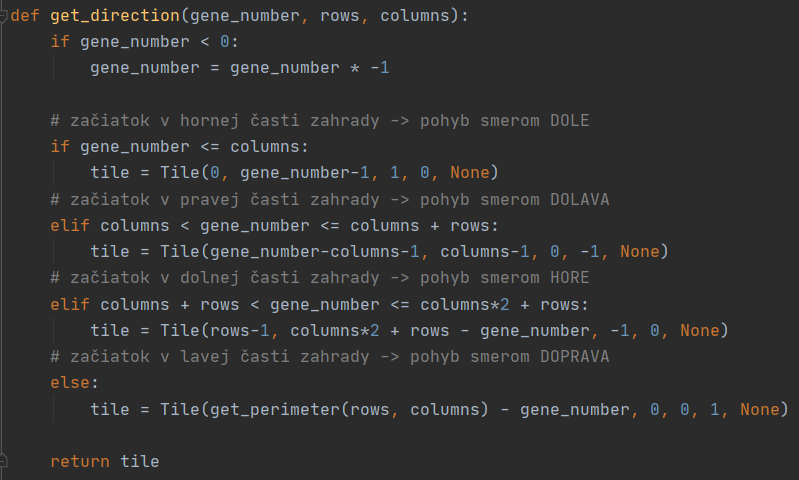 def get_direction(gene_number, rows, columns):
    if gene_number < 0:
        gene_number = gene_number * -1

    # začiatok v hornej časti zahrady -> pohyb smerom DOLE
    if gene_number <= columns:
        tile = Tile(0, gene_number-1, 1, 0, None)
    # začiatok v pravej časti zahrady -> pohyb smerom DOLAVA
    elif columns < gene_number <= columns + rows:
        tile = Tile(gene_number-columns-1, columns-1, 0, -1, None)
    # začiatok v dolnej časti zahrady -> pohyb smerom HORE
    elif columns + rows < gene_number <= columns*2 + rows:
        tile = Tile(rows-1, columns*2 + rows - gene_number, -1, 0, None)
    # začiatok v lavej časti zahrady -> pohyb smerom DOPRAVA
    else:
        tile = Tile(get_perimeter(rows, columns) - gene_number, 0, 0, 1, None)

    return tile